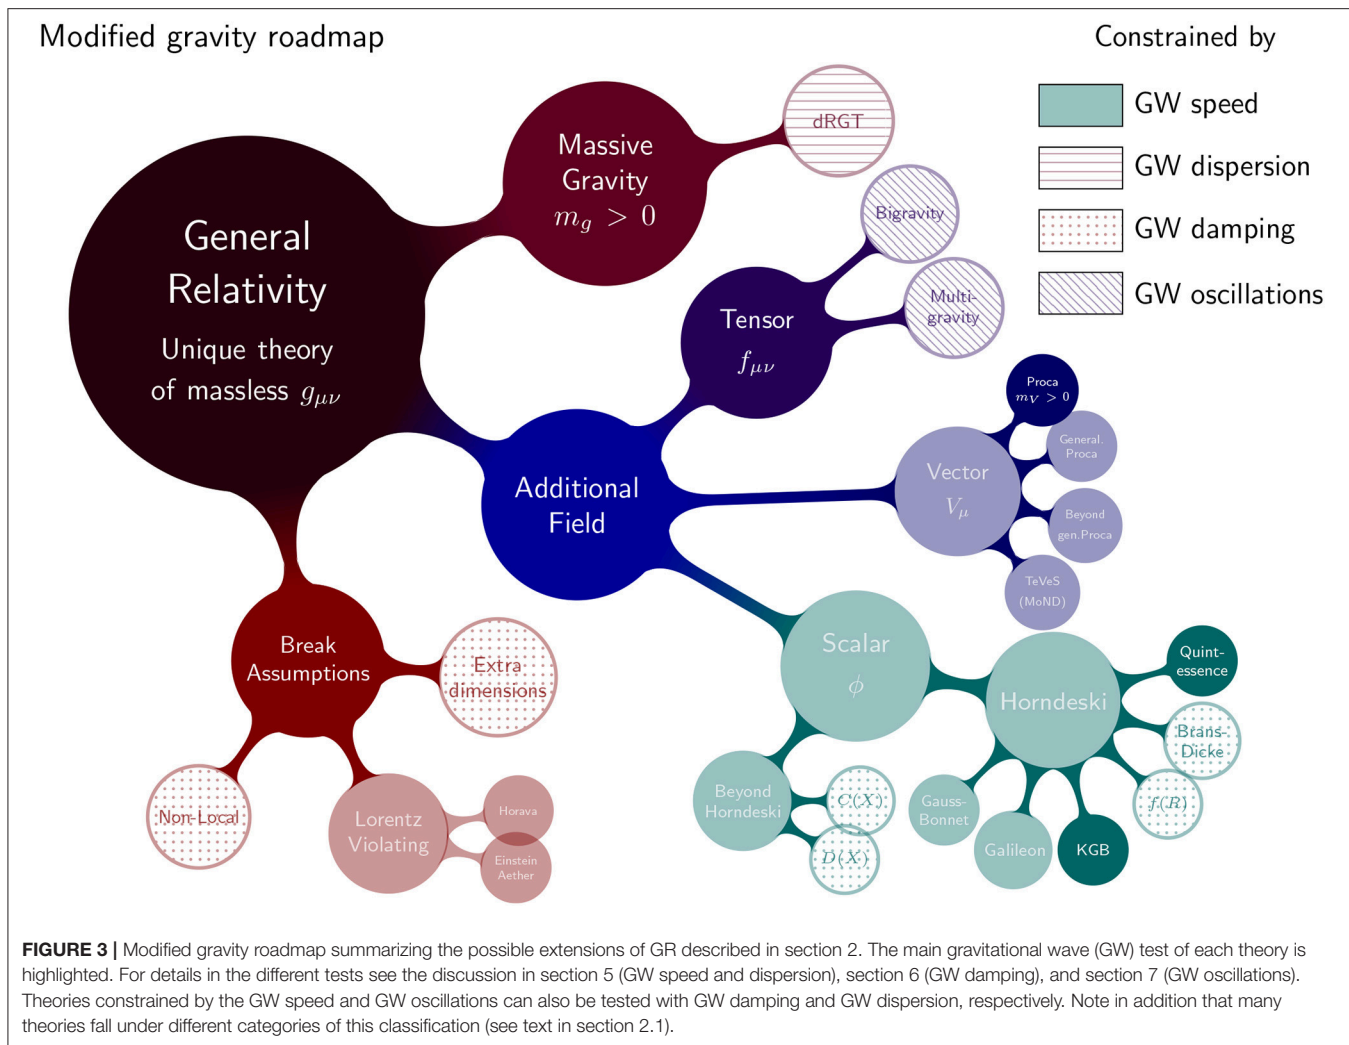 Modified gravity roadmap
Constrained by
GW speed
GW dispersion
GW damping
GW oscillations
General
Relativity
Unique theory
of massless g_{μν}
Massive
Gravity
m_g > 0
dRGT
Bigravity
Multi-
gravity
Tensor
f_{μν}
Additional
Field
Vector
V_μ
Proca
m_V > 0
General.
Proca
Beyond
gen.Proca
TeVeS
(MoND)
Scalar
ϕ
Horndeski
Quint-
essence
Brans-
Dicke
f(R)
KGB
Galileon
Gauss-
Bonnet
Beyond
Horndeski
C(X)
D(X)
Break
Assumptions
Extra
dimensions
Non-Local
Lorentz
Violating
Horava
Einstein
Aether
FIGURE 3 | Modified gravity roadmap summarizing the possible extensions of GR described in section 2. The main gravitational wave (GW) test of each theory is
highlighted. For details in the different tests see the discussion in section 5 (GW speed and dispersion), section 6 (GW damping), and section 7 (GW oscillations).
Theories constrained by the GW speed and GW oscillations can also be tested with GW damping and GW dispersion, respectively. Note in addition that many
theories fall under different categories of this classification (see text in section 2.1).